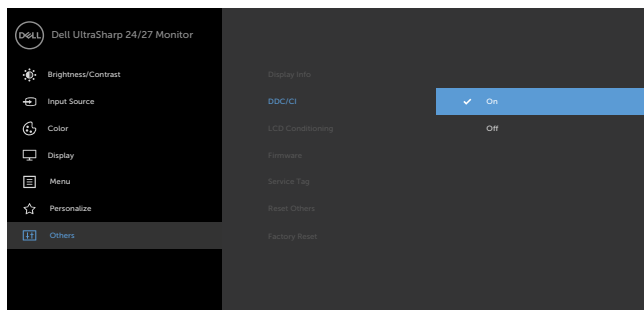 DELL Dell UltraSharp 24/27 Monitor
Brightness/Contrast
Input Source
Color
Display
Menu
Personalize
Others
Display Info
DDC/CI
LCD Conditioning
Firmware
Service Tag
Reset Others
Factory Reset
On
Off